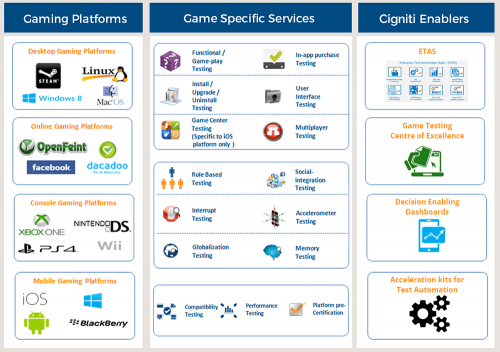 Gaming Platforms
Desktop Gaming Platforms
STEAM
Linux
Windows 8
MacOS
Online Gaming Platforms
OpenFeint
facebook
dacadoo
Console Gaming Platforms
XBOX ONE
NINTENDO DS
PS4
Wii
Mobile Gaming Platforms
iOS
BlackBerry
Game Specific Services
Functional /
Game-play
Testing
In-app purchase
Testing
Install /
Upgrade /
Uninstall
Testing
User
Interface
Testing
Game Center
Testing
(Specific to iOS
platform only )
Multiplayer
Testing
Role Based
Testing
Social-
integration
Testing
Interrupt
Testing
Accelerometer
Testing
Globalization
Testing
Memory
Testing
Compatibility
Testing
Performance
Testing
Platform pre-
Certification
Cigniti Enablers
ETAS
Game Testing
Centre of Excellence
Decision Enabling
Dashboards
Acceleration kits for
Test Automation